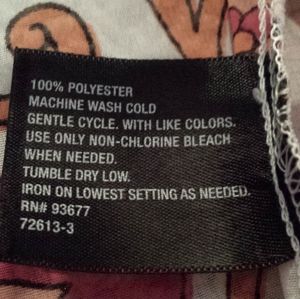 100% POLYESTER
MACHINE WASH COLD
GENTLE CYCLE. WITH LIKE COLORS.
USE ONLY NON-CHLORINE BLEACH
WHEN NEEDED.
TUMBLE DRY LOW.
IRON ON LOWEST SETTING AS NEEDED.
RN# 93677
72613-3